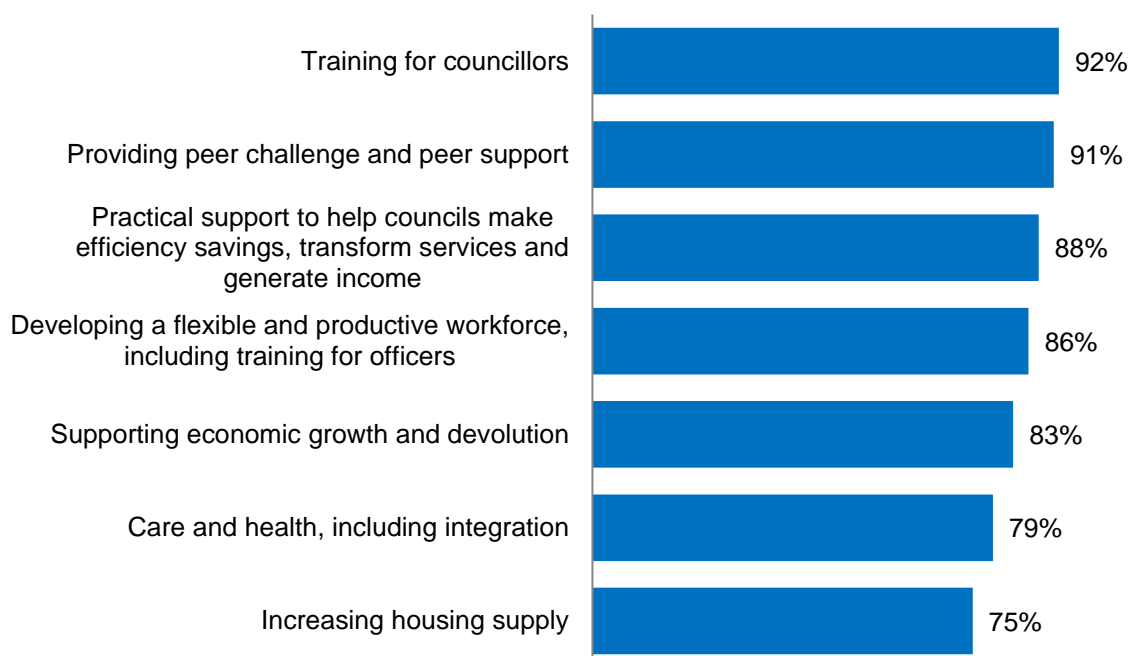 Training for councillors
92%
Providing peer challenge and peer support
91%
Practical support to help councils make
efficiency savings, transform services and
generate income
88%
Developing a flexible and productive workforce,
including training for officers
86%
Supporting economic growth and devolution
83%
Care and health, including integration
79%
Increasing housing supply
75%